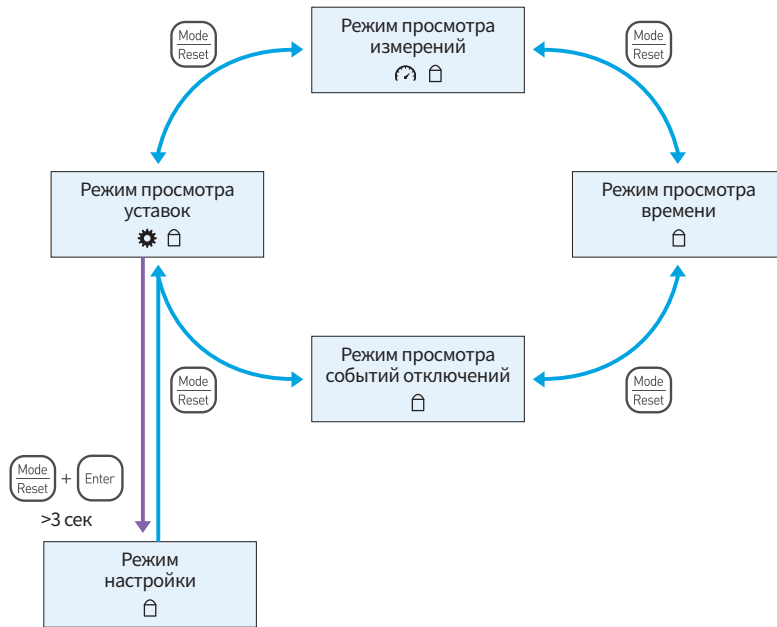 Режим просмотра
измерений
Mode
Reset
Mode
Reset
Режим просмотра
уставок
Режим просмотра
времени
Режим просмотра
событий отключений
Mode
Reset
Mode
Reset
Mode
Reset
+
Enter
>3 сек
Режим
настройки